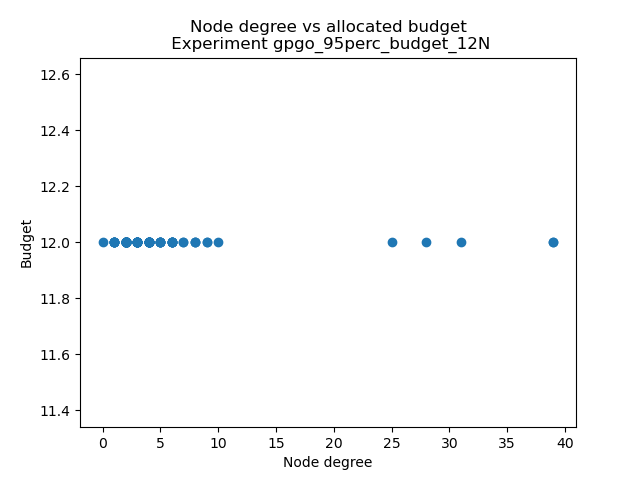 Node degree vs allocated budget
Experiment gpgo_95perc_budget_12N
12.6
12.4
12.2
12.0
11.8
11.6
11.4
Budget
0 5 10 15 20 25 30 35 40
Node degree